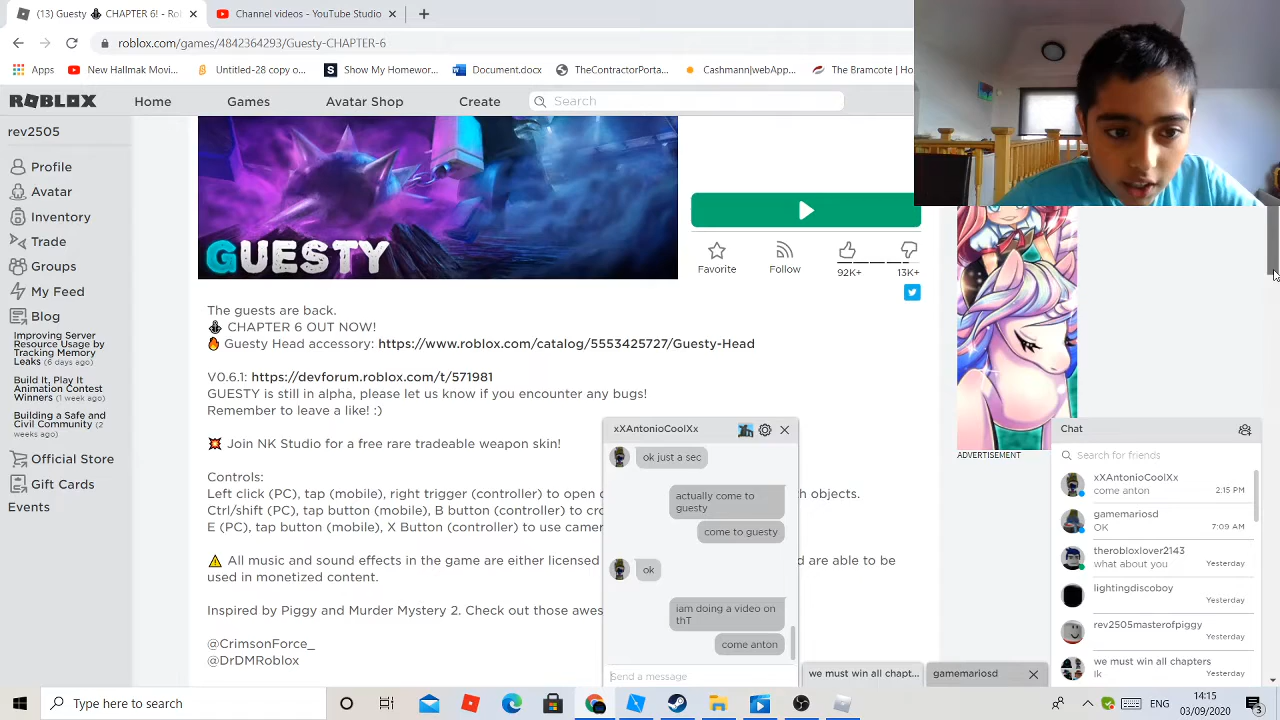 (13) Guesty CHAPTER 6! - Rol
Channel videos - YouTube Studio
roblox.com/games/4842364293/Guesty-CHAPTER-6
Apps
New Hallmak Movi...
Untitled-28 copy o...
Show My Homework...
Document.docx
TheContractorPorta...
Cashmann|webApp...
The Bramcote | Ho
ROBLOX
Home
Games
Avatar Shop
Create
Search
rev2505
Profile
Avatar
Inventory
Trade
Groups
My Feed
Blog
Improving Server
Resource Usage by
Tracking Memory
Leaks (6 days ago)
Build It, Play It
Animation Contest
Winners (1 week ago)
Building a Safe and
Civil Community (2
weeks ago)
Official Store
Gift Cards
Events
GUESTY
Favorite
Follow
92K+
13K+
The guests are back.
CHAPTER 6 OUT NOW!
Guesty Head accessory: https://www.roblox.com/catalog/5553425727/Guesty-Head
V0.6.1: https://devforum.roblox.com/t/571981
GUESTY is still in alpha, please let us know if you encounter any bugs!
Remember to leave a like! :)
Join NK Studio for a free rare tradeable weapon skin!
Controls:
Left click (PC), tap (mobile), right trigger (controller) to open h objects.
Ctrl/shift (PC), tap button (mobile), B button (controller) to cro
E (PC), tap button (mobile), X Button (controller) to use camer
All music and sound effects in the game are either licensed d are able to be
used in monetized content.
Inspired by Piggy and Murder Mystery 2. Check out those awes
@CrimsonForce_
@DrDMRoblox
xXAntonioCoolXx
ok just a sec
actually come to
guesty
come to guesty
ok
iam doing a video on
thT
come anton
Send a message
we must win all chapt...
gamemariosd
ADVERTISEMENT
Chat
Search for friends
xXAntonioCoolXx
come anton 2:15 PM
gamemariosd
OK 7:09 AM
therobloxlover2143
what about you Yesterday
lightingdiscoboy
Yesterday
rev2505masterofpiggy
Yesterday
we must win all chapters
lk Yesterday
Type here to search
ENG
14:15
03/09/2020
3